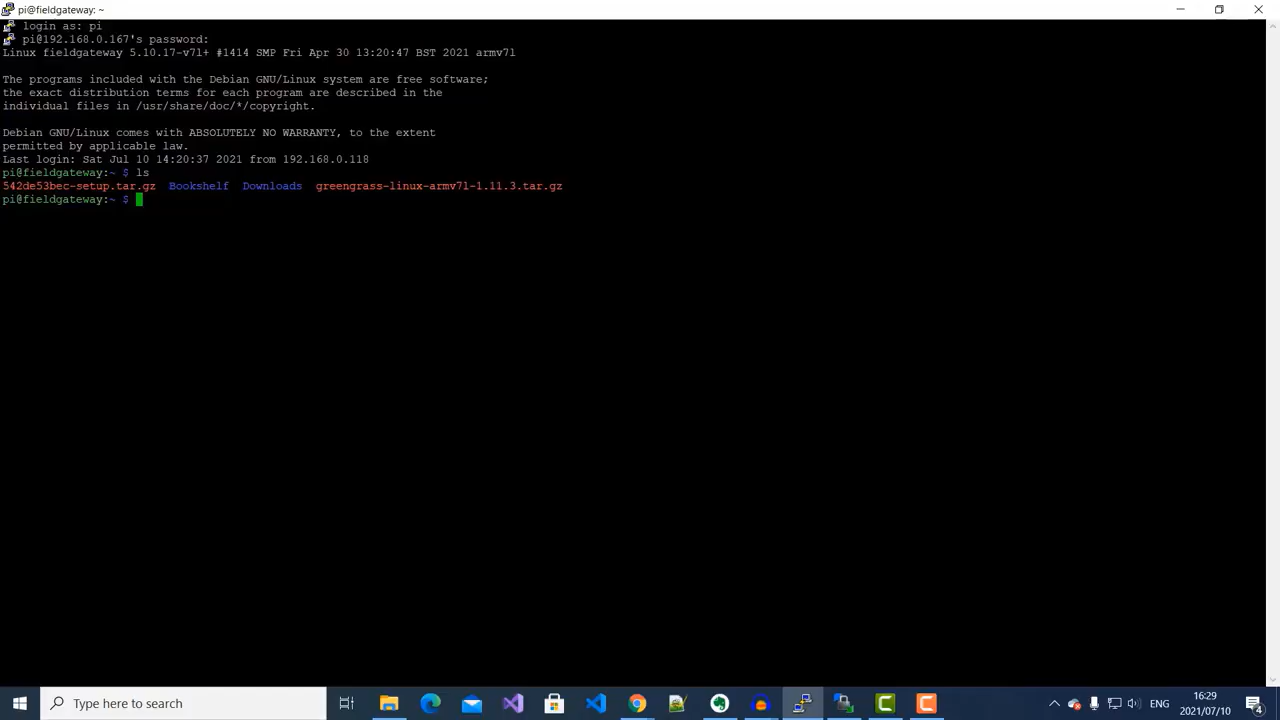 pi@fieldgateway: ~
login as: pi
pi@192.168.0.167's password:
Linux fieldgateway 5.10.17-v7l+ #1414 SMP Fri Apr 30 13:20:47 BST 2021 armv7l
The programs included with the Debian GNU/Linux system are free software;
the exact distribution terms for each program are described in the
individual files in /usr/share/doc/*/copyright.
Debian GNU/Linux comes with ABSOLUTELY NO WARRANTY, to the extent
permitted by applicable law.
Last login: Sat Jul 10 14:20:37 2021 from 192.168.0.118
pi@fieldgateway:~ $ ls
542de53bec-setup.tar.gz  Bookshelf  Downloads  greengrass-linux-armv7l-1.11.3.tar.gz
pi@fieldgateway:~ $
Type here to search
ENG
16:29
2021/07/10
4